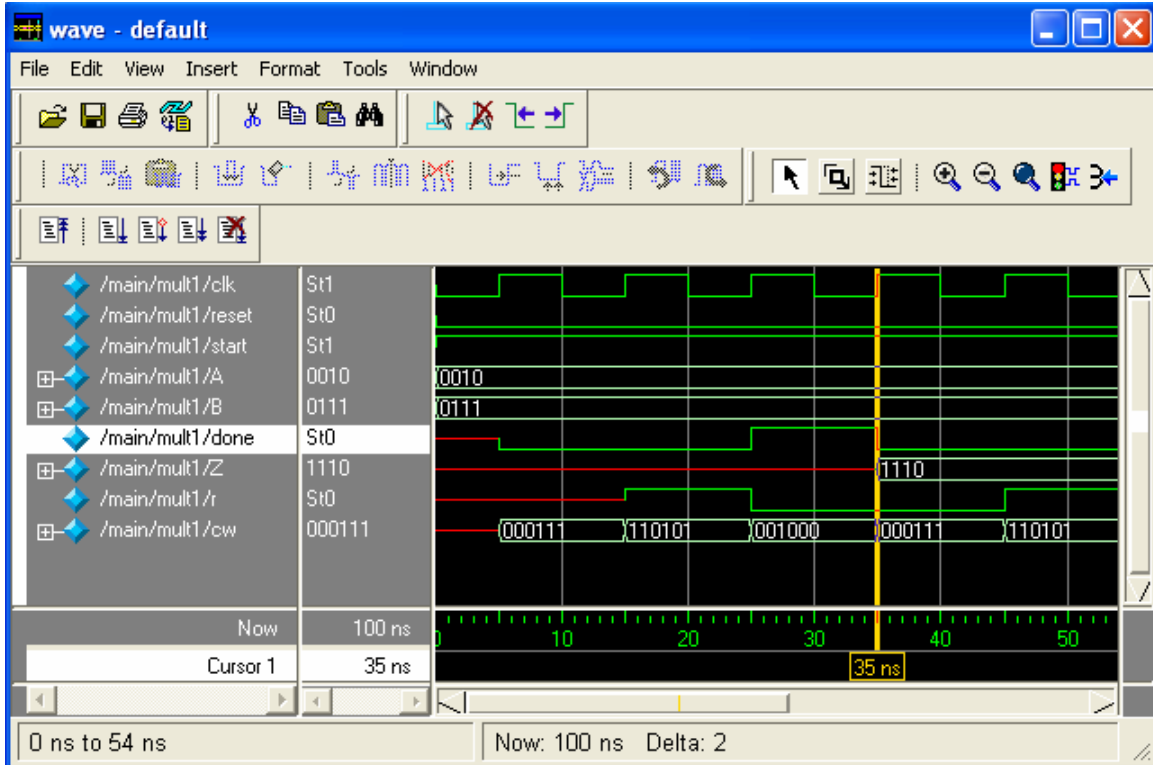 wave - default
File Edit View Insert Format Tools Window
/main/mult1/clk St1
/main/mult1/reset St0
/main/mult1/start St1
/main/mult1/A 0010 0010
/main/mult1/B 0111 0111
/main/mult1/done St0
/main/mult1/Z 1110 1110
/main/mult1/r St0
/main/mult1/cw 000111 000111 110101 001000 000111 110101
Now 100 ns 0 10 20 30 40 50
Cursor 1 35 ns 35 ns
0 ns to 54 ns Now: 100 ns Delta: 2